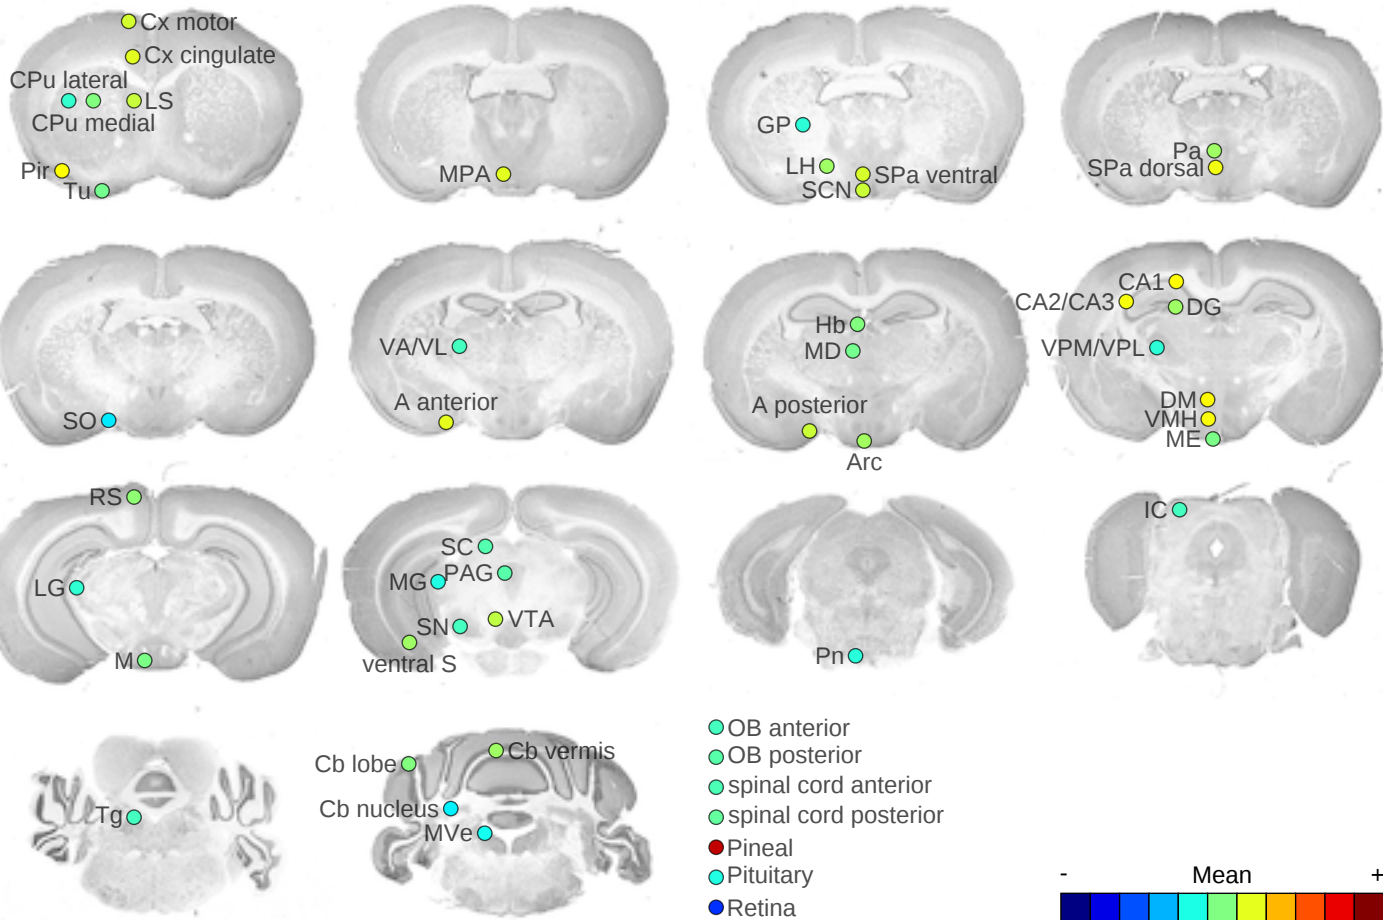 Cx motor
Cx cingulate
CPu lateral
LS
CPu medial
Pir
Tu
MPA
GP
LH
SPa ventral
SCN
Pa
SPa dorsal
SO
VA/VL
A anterior
Hb
MD
A posterior
Arc
CA1
CA2/CA3
DG
VPM/VPL
DM
VMH
ME
RS
LG
M
SC
PAG
MG
VTA
SN
ventral S
Pn
IC
Tg
Cb vermis
Cb lobe
Cb nucleus
MVe
OB anterior
OB posterior
spinal cord anterior
spinal cord posterior
Pineal
Pituitary
Retina
- Mean +